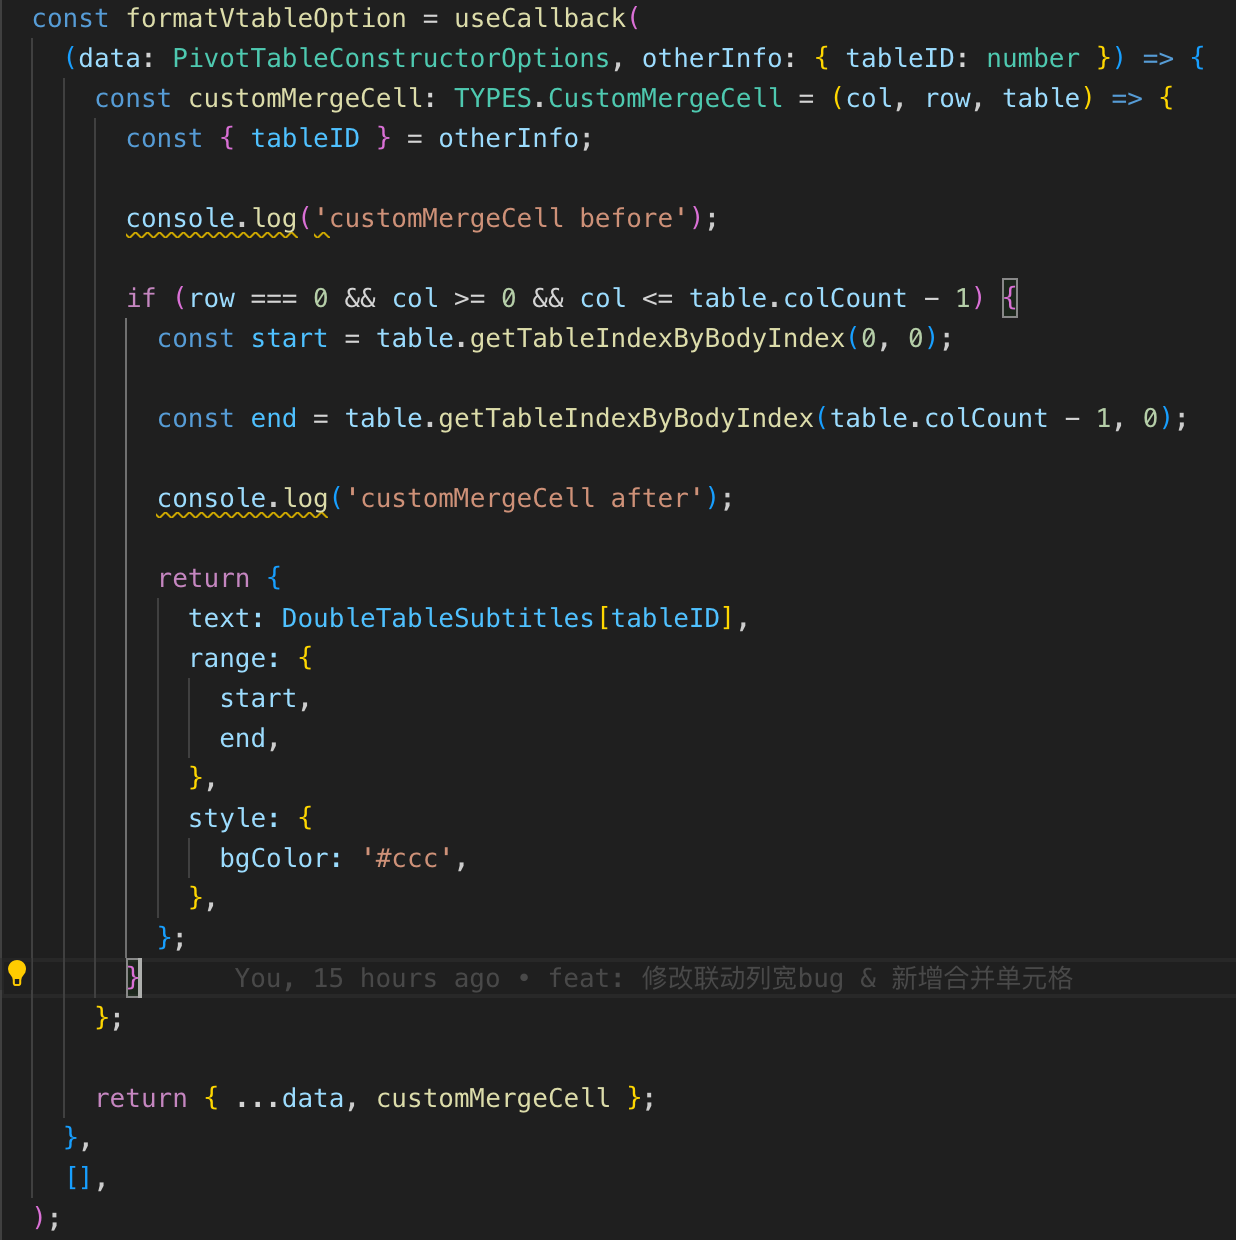 const formatVtableOption = useCallback(
  (data: PivotTableConstructorOptions, otherInfo: { tableID: number }) => {
    const customMergeCell: TYPES.CustomMergeCell = (col, row, table) => {
      const { tableID } = otherInfo;

      console.log('customMergeCell before');

      if (row === 0 && col >= 0 && col <= table.colCount - 1) {
        const start = table.getTableIndexByBodyIndex(0, 0);

        const end = table.getTableIndexByBodyIndex(table.colCount - 1, 0);

        console.log('customMergeCell after');

        return {
          text: DoubleTableSubtitles[tableID],
          range: {
            start,
            end,
          },
          style: {
            bgColor: '#ccc',
          },
        };
      }      You, 15 hours ago • feat: 修改联动列宽bug & 新增合并单元格
    };

    return { ...data, customMergeCell };
  },
  [],
);